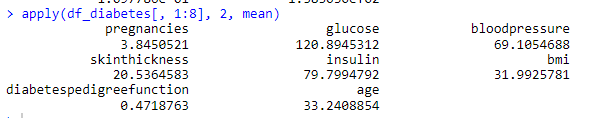 > apply(df_diabetes[, 1:8], 2, mean)
pregnancies glucose bloodpressure
3.8450521 120.8945312 69.1054688
skinthickness insulin bmi
20.5364583 79.7994792 31.9925781
diabetespedigreefunction age
0.4718763 33.2408854